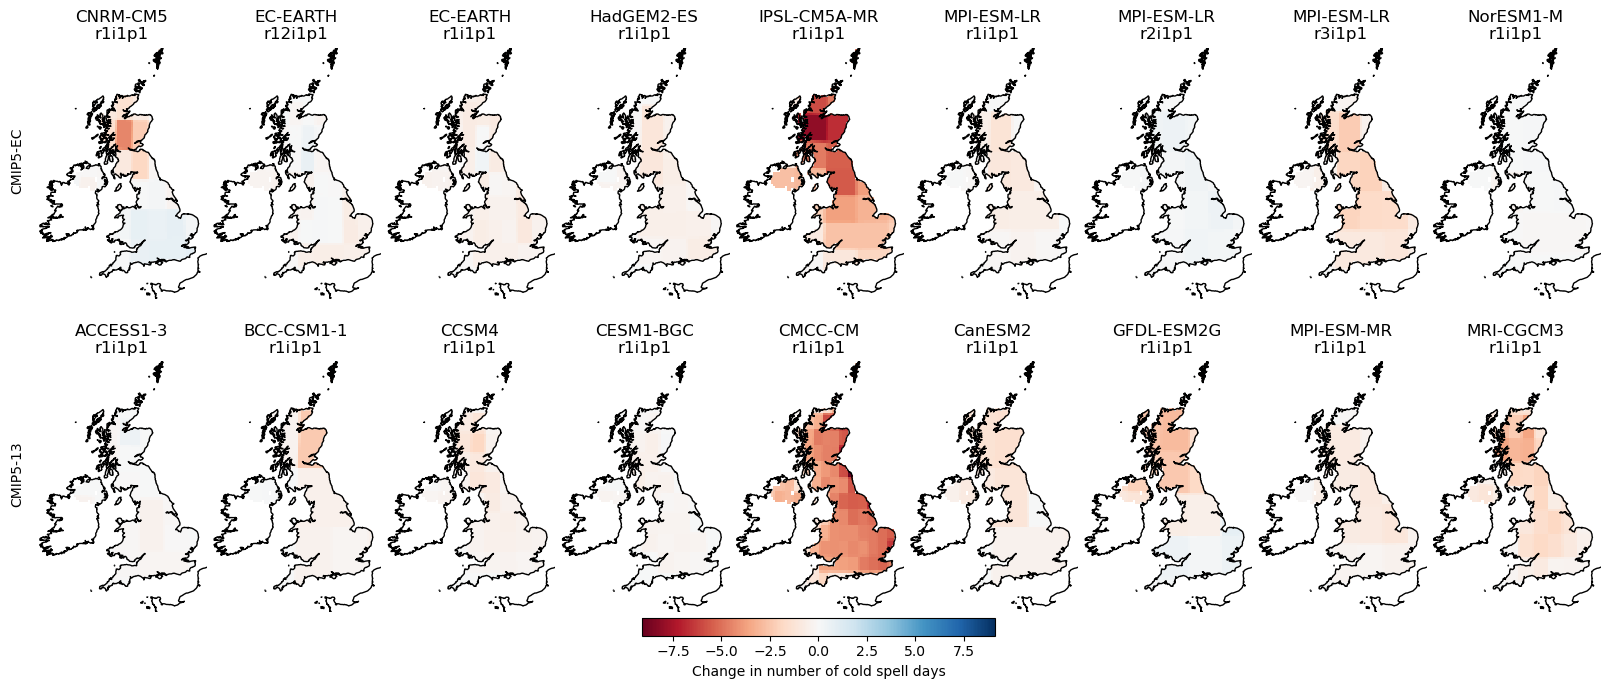 CNRM-CM5 EC-EARTH EC-EARTH HadGEM2-ES IPSL-CM5A-MR MPI-ESM-LR MPI-ESM-LR MPI-ESM-LR NorESM1-M
r1i1p1 r12i1p1 r1i1p1 r1i1p1 r1i1p1 r1i1p1 r2i1p1 r3i1p1 r1i1p1
CMIP5-EC
ACCESS1-3 BCC-CSM1-1 CCSM4 CESM1-BGC CMCC-CM CanESM2 GFDL-ESM2G MPI-ESM-MR MRI-CGCM3
r1i1p1 r1i1p1 r1i1p1 r1i1p1 r1i1p1 r1i1p1 r1i1p1 r1i1p1 r1i1p1
CMIP5-13
−7.5 −5.0 −2.5 0.0 2.5 5.0 7.5
Change in number of cold spell days